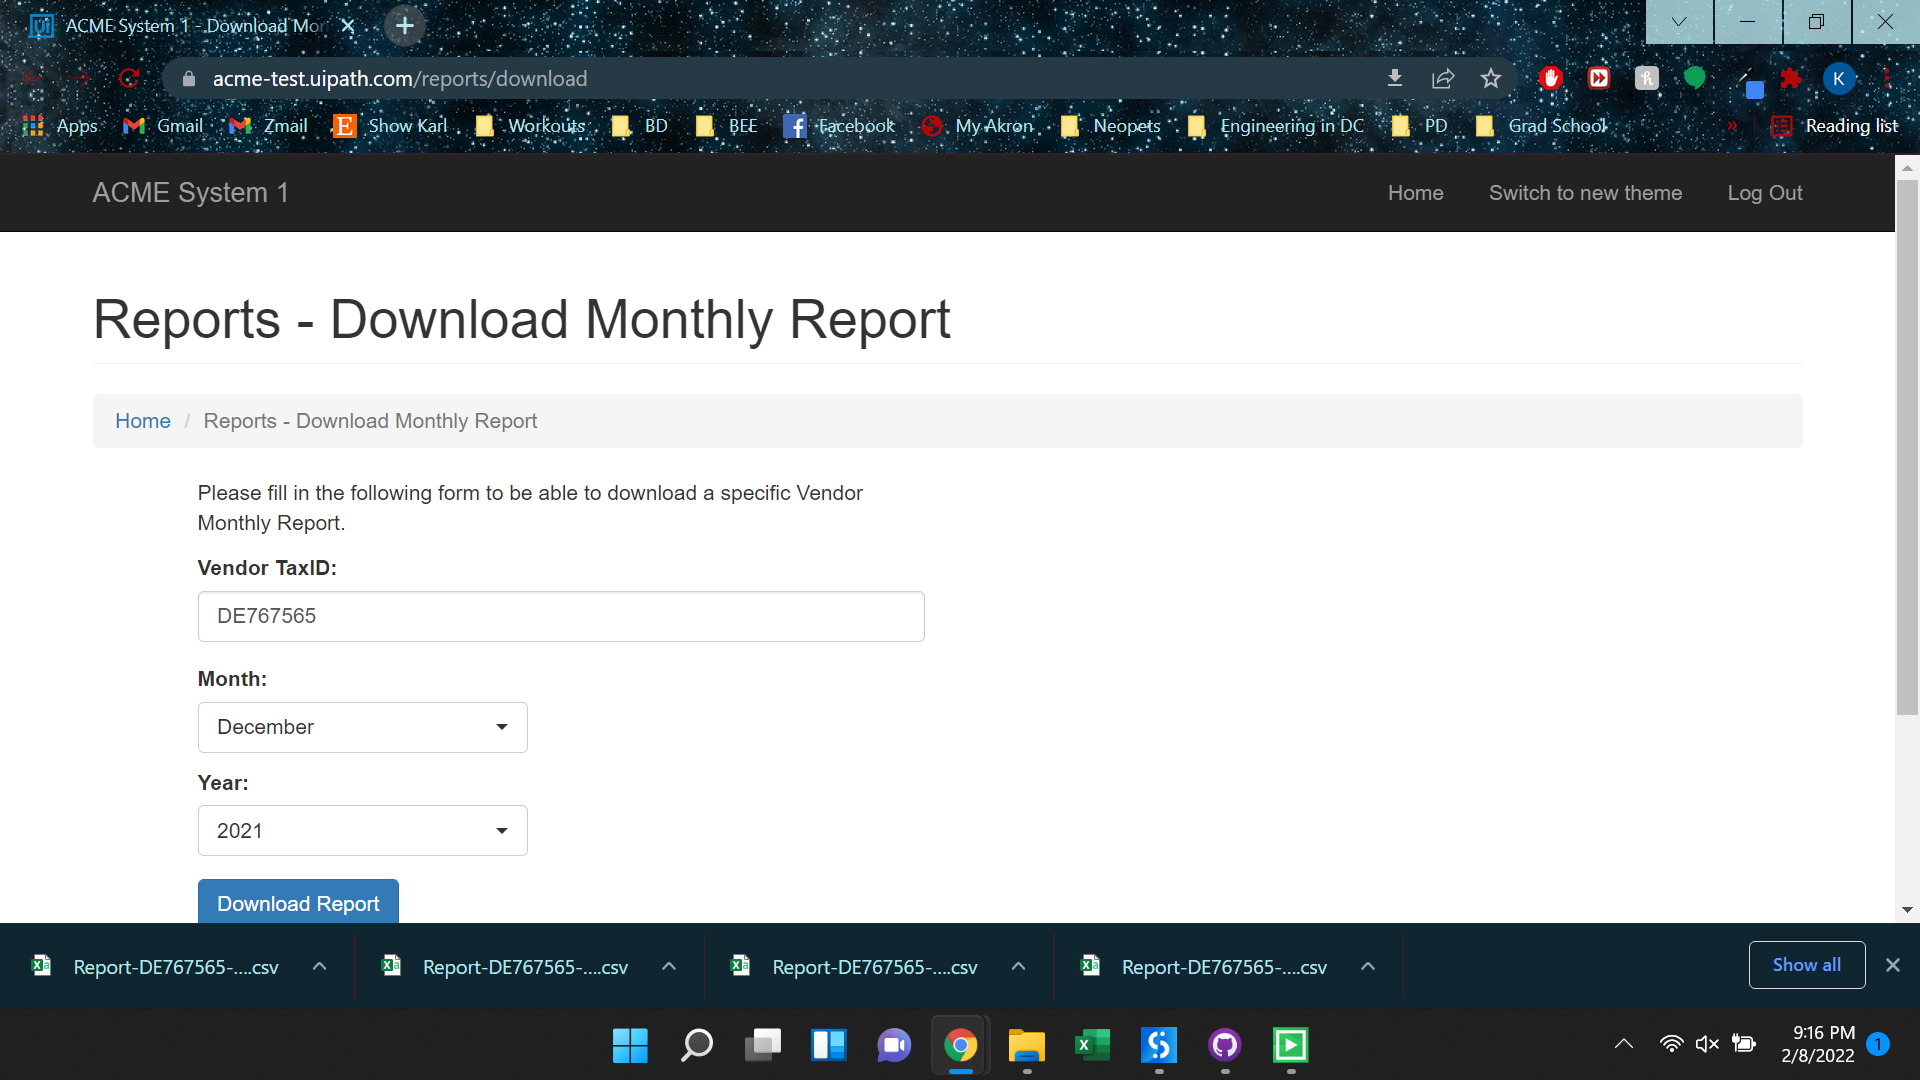 ACME System 1 - Download Mor
acme-test.uipath.com/reports/download
K
Apps Gmail Zmail Show Karl Workouts BD BEE Facebook My Akron Neopets Engineering in DC PD Grad School » Reading list
ACME System 1 Home Switch to new theme Log Out
Reports - Download Monthly Report
Home / Reports - Download Monthly Report
Please fill in the following form to be able to download a specific Vendor
Monthly Report.
Vendor TaxID:
DE767565
Month:
December
Year:
2021
Download Report
Report-DE767565-....csv Report-DE767565-....csv Report-DE767565-....csv Report-DE767565-....csv Show all
9:16 PM
2/8/2022 1